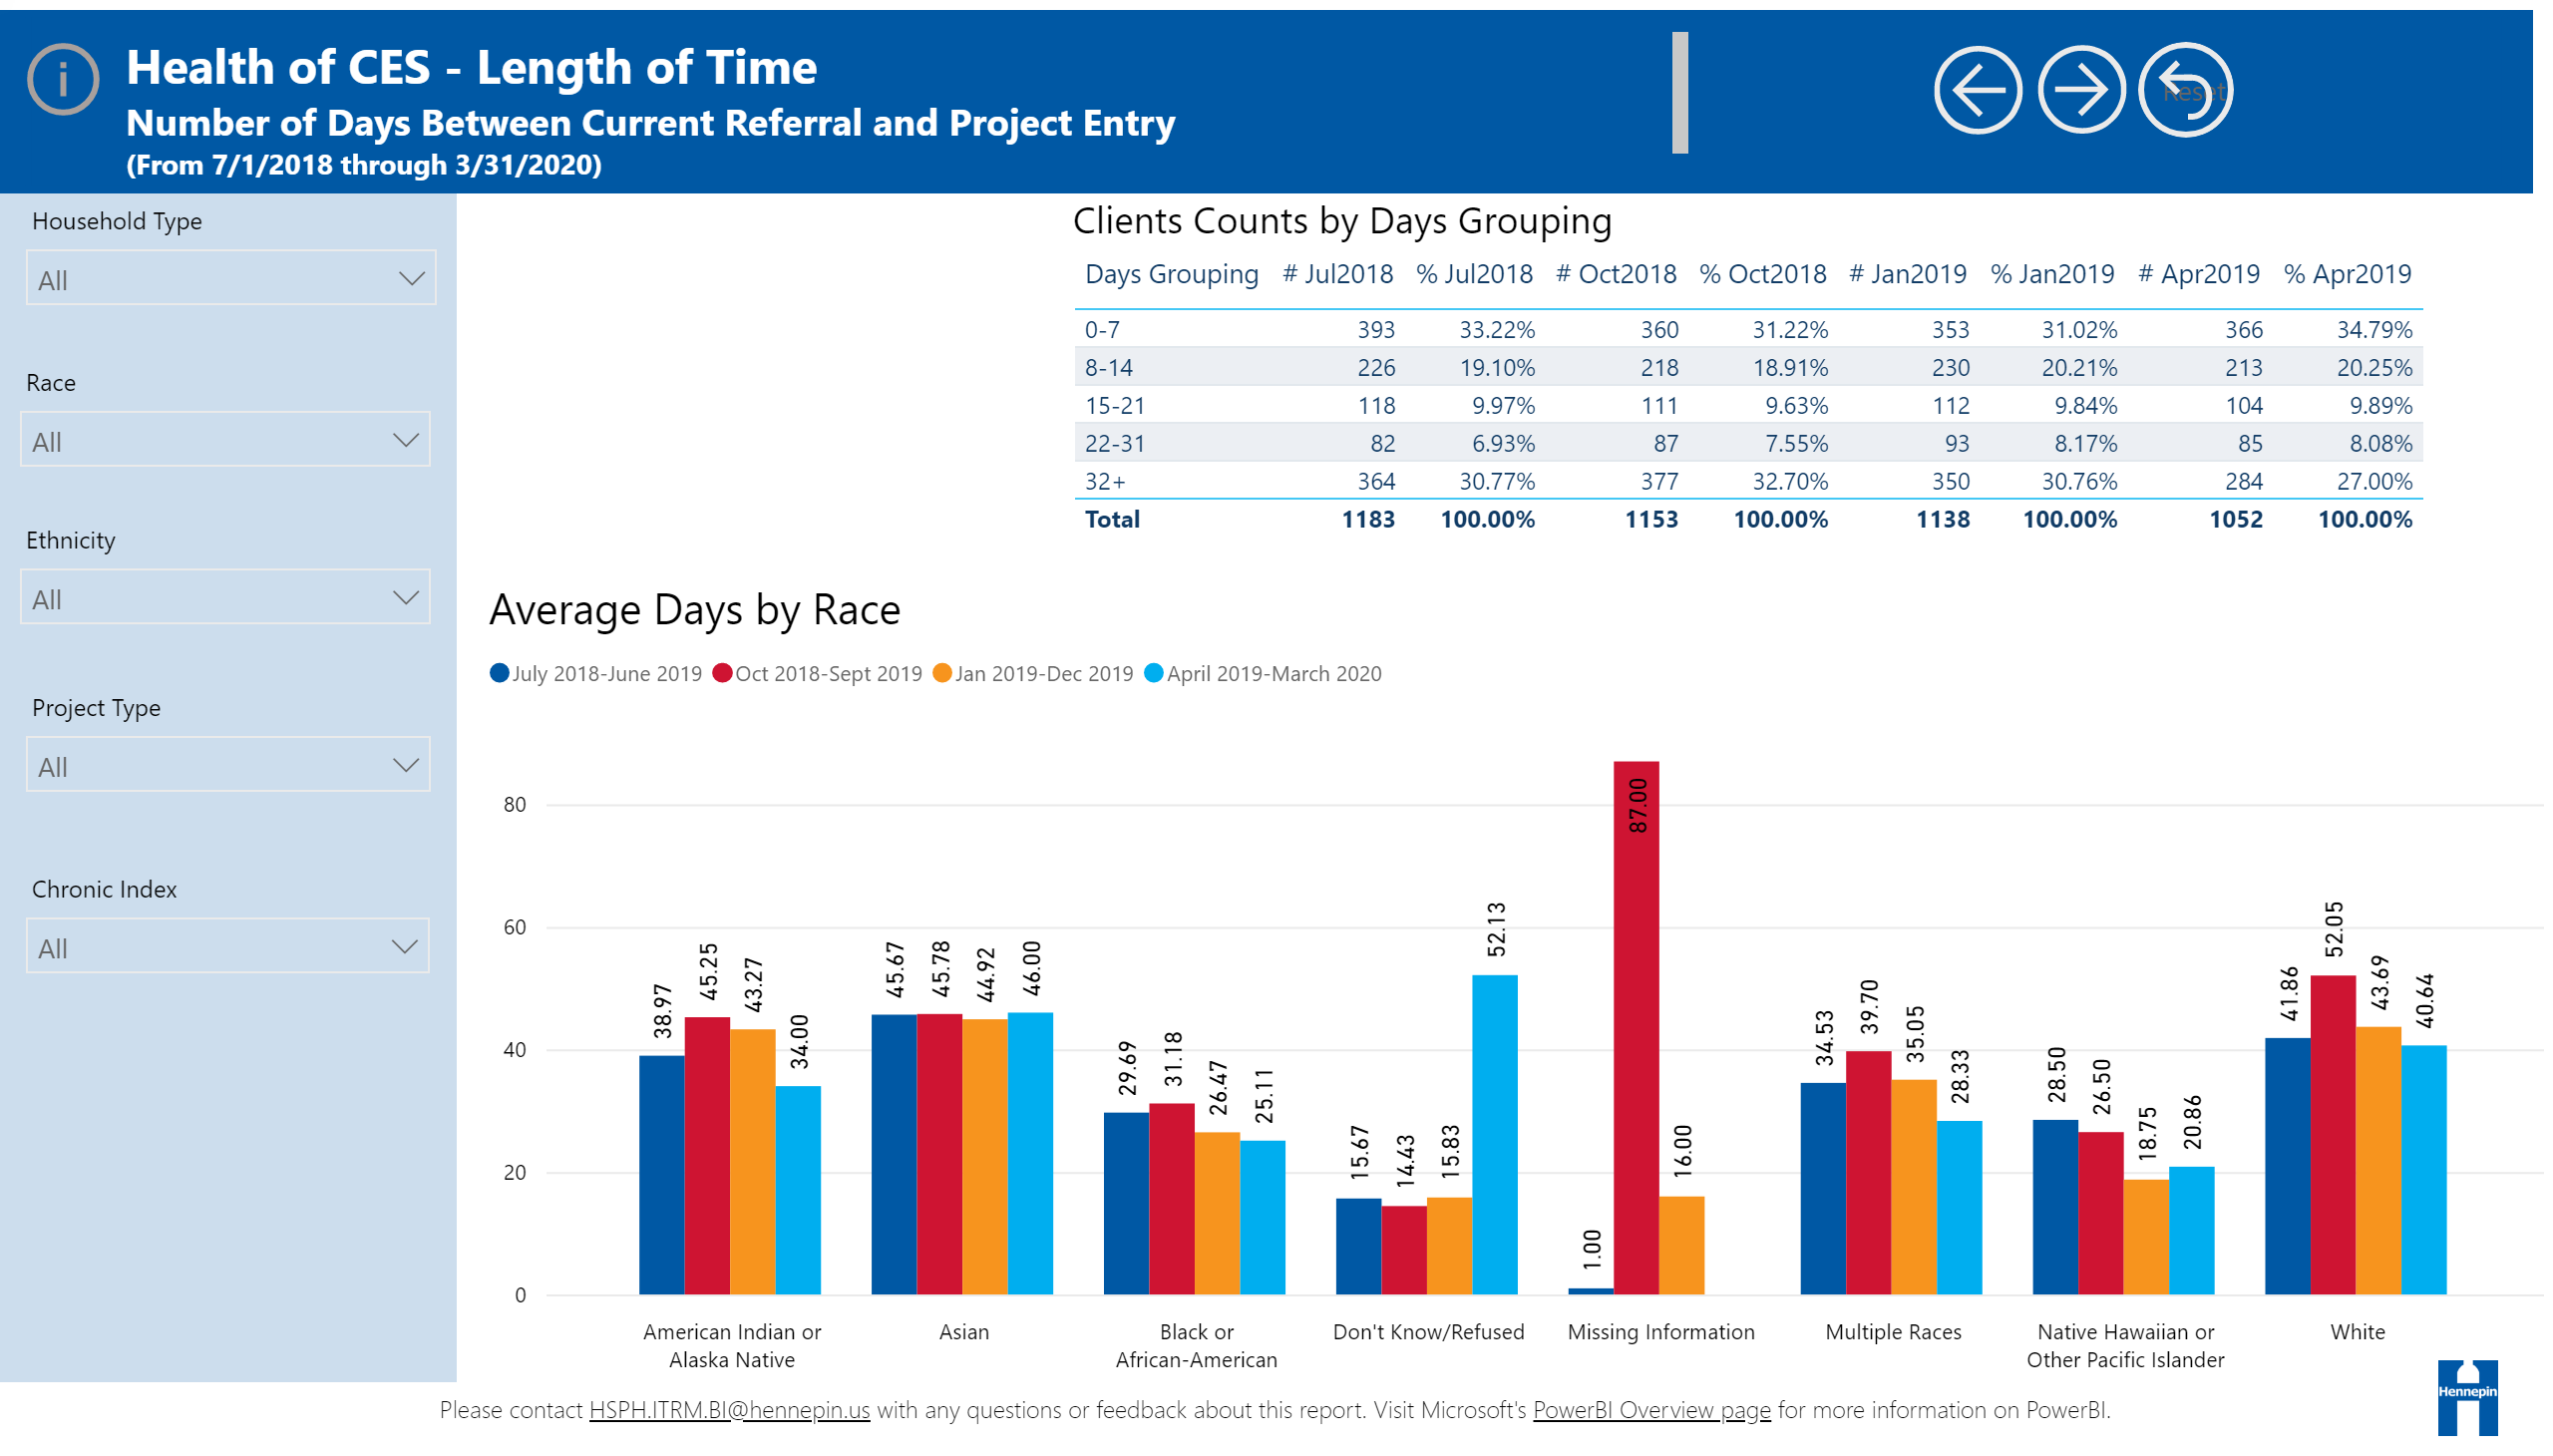 Health of CES - Length of Time
Number of Days Between Current Referral and Project Entry
(From 7/1/2018 through 3/31/2020)
Reset
Household Type
All
Race
All
Ethnicity
All
Project Type
All
Chronic Index
All
Clients Counts by Days Grouping
Days Grouping # Jul2018 % Jul2018 # Oct2018 % Oct2018 # Jan2019 % Jan2019 # Apr2019 % Apr2019
0-7 393 33.22% 360 31.22% 353 31.02% 366 34.79%
8-14 226 19.10% 218 18.91% 230 20.21% 213 20.25%
15-21 118 9.97% 111 9.63% 112 9.84% 104 9.89%
22-31 82 6.93% 87 7.55% 93 8.17% 85 8.08%
32+ 364 30.77% 377 32.70% 350 30.76% 284 27.00%
Total 1183 100.00% 1153 100.00% 1138 100.00% 1052 100.00%
Average Days by Race
July 2018-June 2019 Oct 2018-Sept 2019 Jan 2019-Dec 2019 April 2019-March 2020
80
60
40
20
0
38.97 45.25 43.27 34.00
45.67 45.78 44.92 46.00
29.69 31.18 26.47 25.11
15.67 14.43 15.83 52.13
1.00 87.00 16.00
34.53 39.70 35.05 28.33
28.50 26.50 18.75 20.86
41.86 52.05 43.69 40.64
American Indian or
Alaska Native
Asian
Black or
African-American
Don't Know/Refused
Missing Information
Multiple Races
Native Hawaiian or
Other Pacific Islander
White
Please contact HSPH.ITRM.BI@hennepin.us with any questions or feedback about this report. Visit Microsoft's PowerBI Overview page for more information on PowerBI.
Hennepin